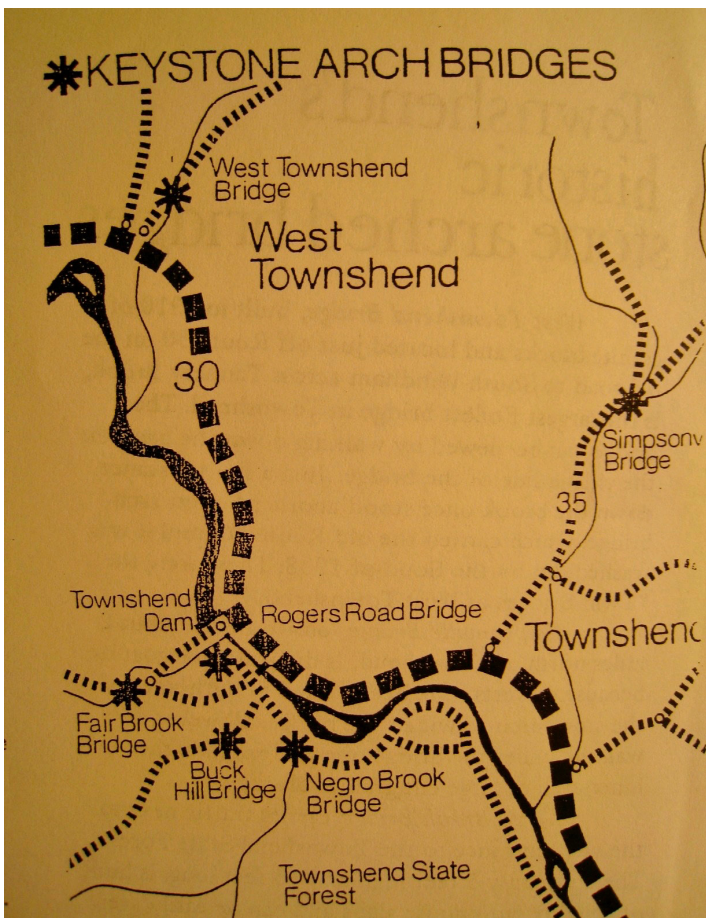 KEYSTONE ARCH BRIDGES
West Townshend
Bridge
West
Townshend
30
Simpsonv
Bridge
35
Townshend
Dam
Rogers Road Bridge
Townshend
Fair Brook
Bridge
Buck
Hill Bridge
Negro Brook
Bridge
Townshend State
Forest